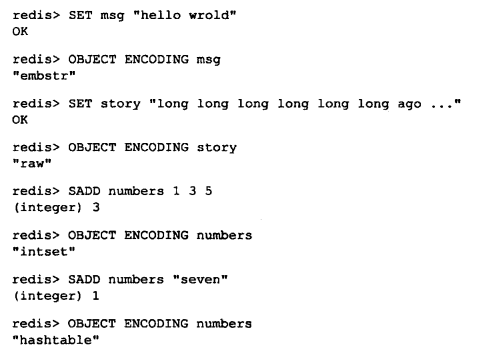 redis> SET msg "hello wrold"
OK
redis> OBJECT ENCODING msg
"embstr"
redis> SET story "long long long long long long ago ..."
OK
redis> OBJECT ENCODING story
"raw"
redis> SADD numbers 1 3 5
(integer) 3
redis> OBJECT ENCODING numbers
"intset"
redis> SADD numbers "seven"
(integer) 1
redis> OBJECT ENCODING numbers
"hashtable"